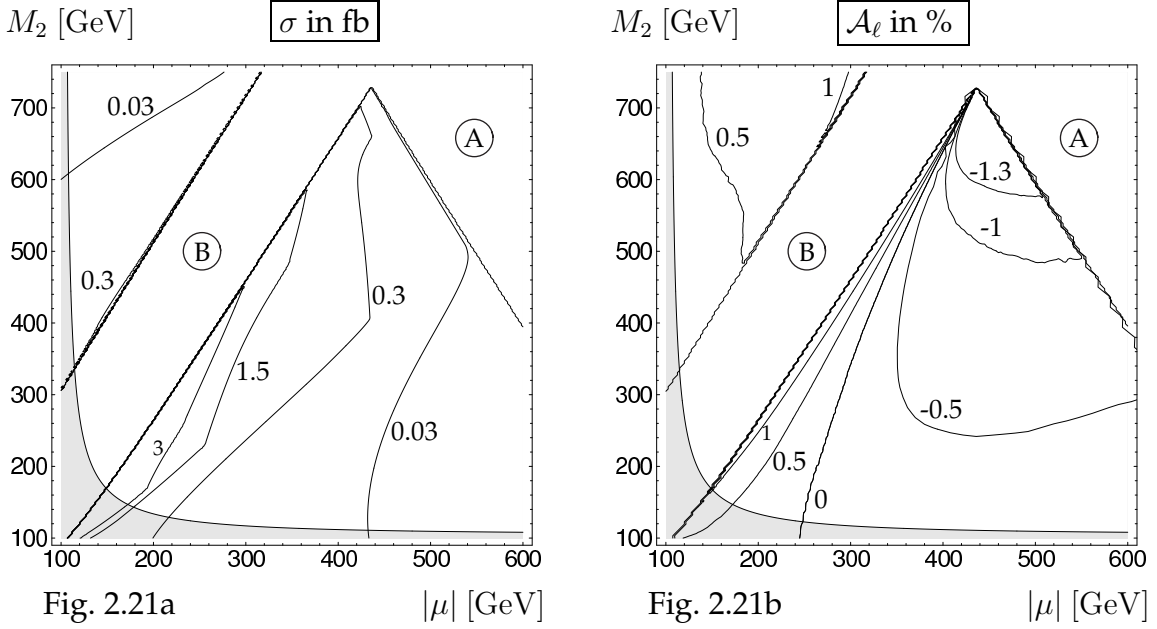 M₂ [GeV]
σ in fb
700
600
500
400
300
200
100
100 200 300 400 500 600
0.03
A
B
0.3
0.3
1.5
3
0.03
Fig. 2.21a
|μ| [GeV]
M₂ [GeV]
𝒜ℓ in %
700
600
500
400
300
200
100
100 200 300 400 500 600
1
0.5
A
-1.3
-1
B
-0.5
1
0.5
0
Fig. 2.21b
|μ| [GeV]